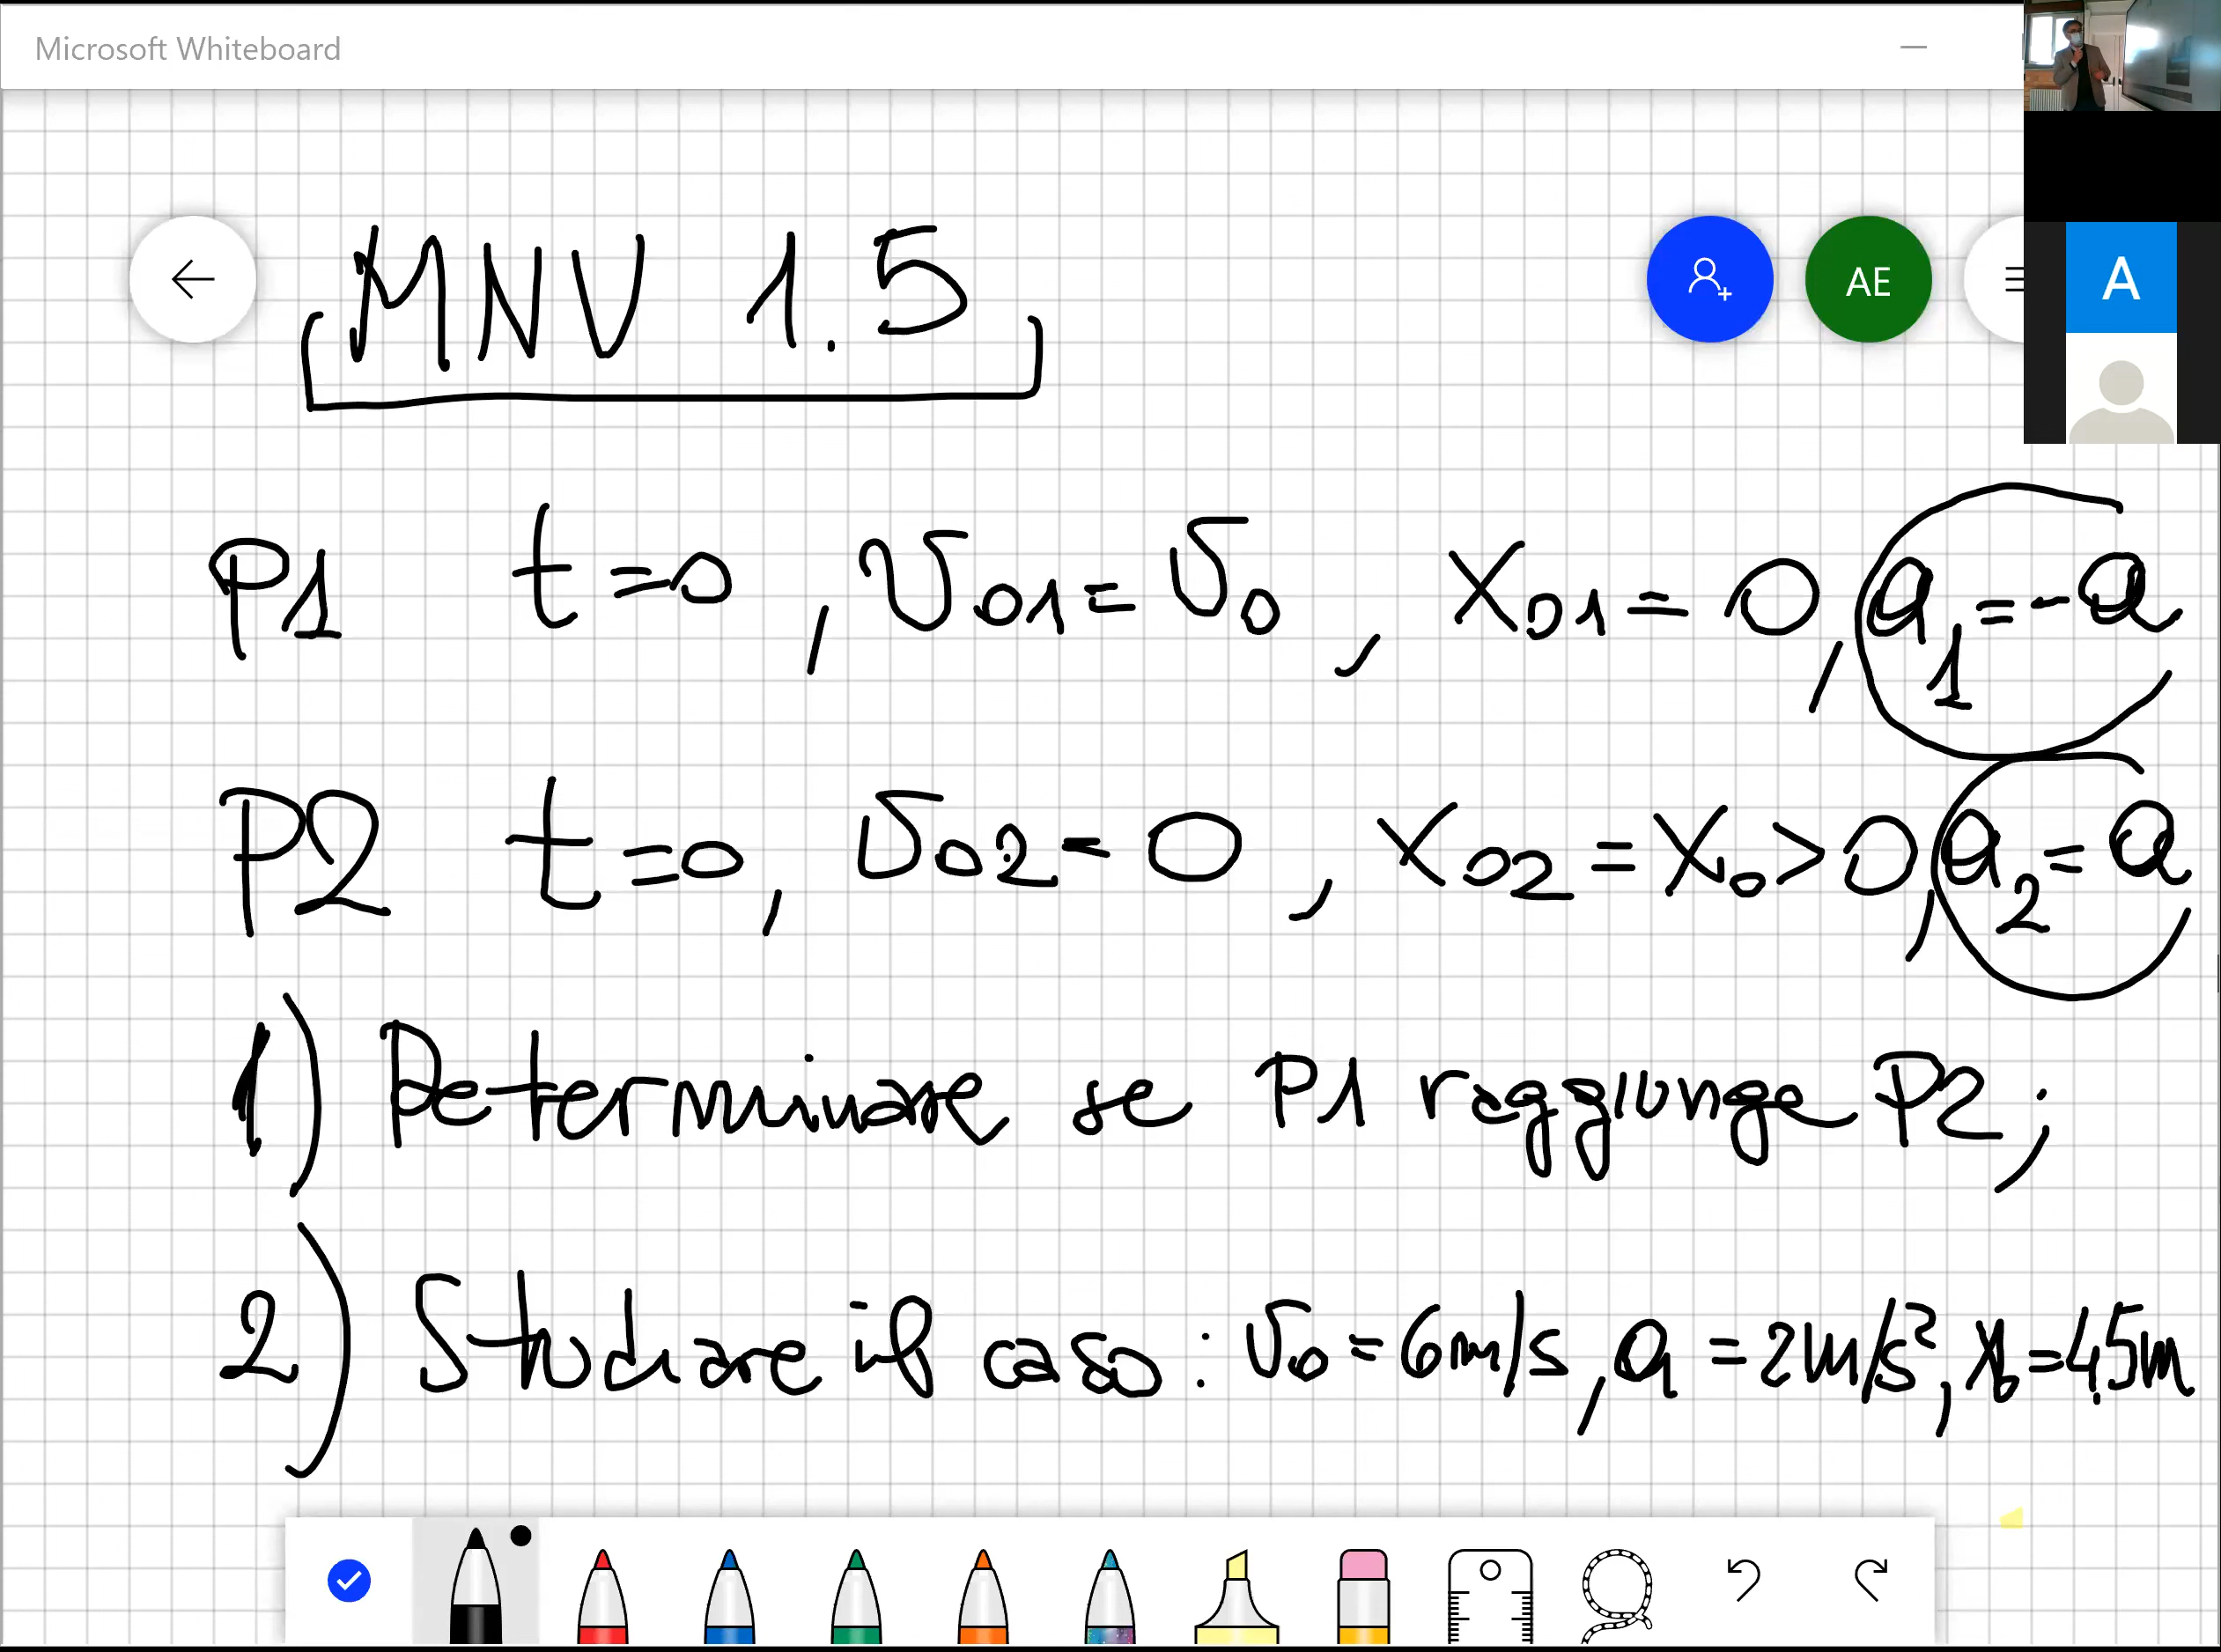 Microsoft Whiteboard
MNV 1.5
AE
A
P1 t=0, v01=v0, x01=0, a1=-a
P2 t=0, v02=0, x02=x0>0, a2=a
1) Determinare se P1 raggiunge P2;
2) Studiare il caso: v0=6m/s, a=2m/s², x0=4,5m